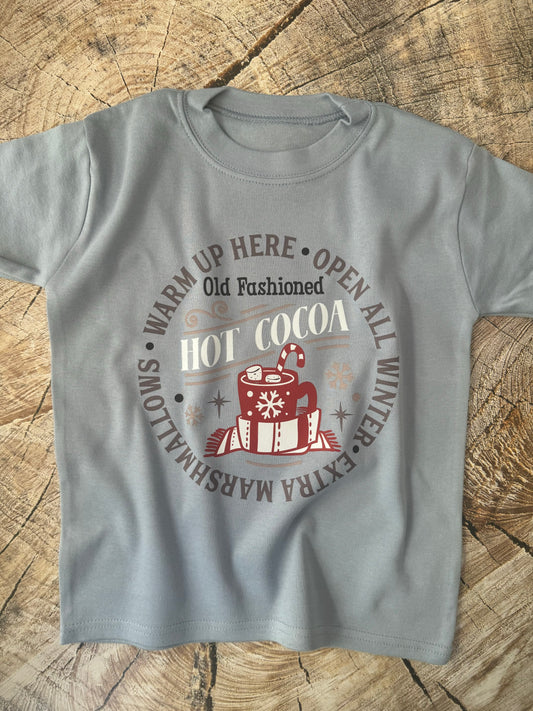 WARM UP HERE • OPEN ALL WINTER • EXTRA MARSHMALLOWS •
Old Fashioned
HOT COCOA